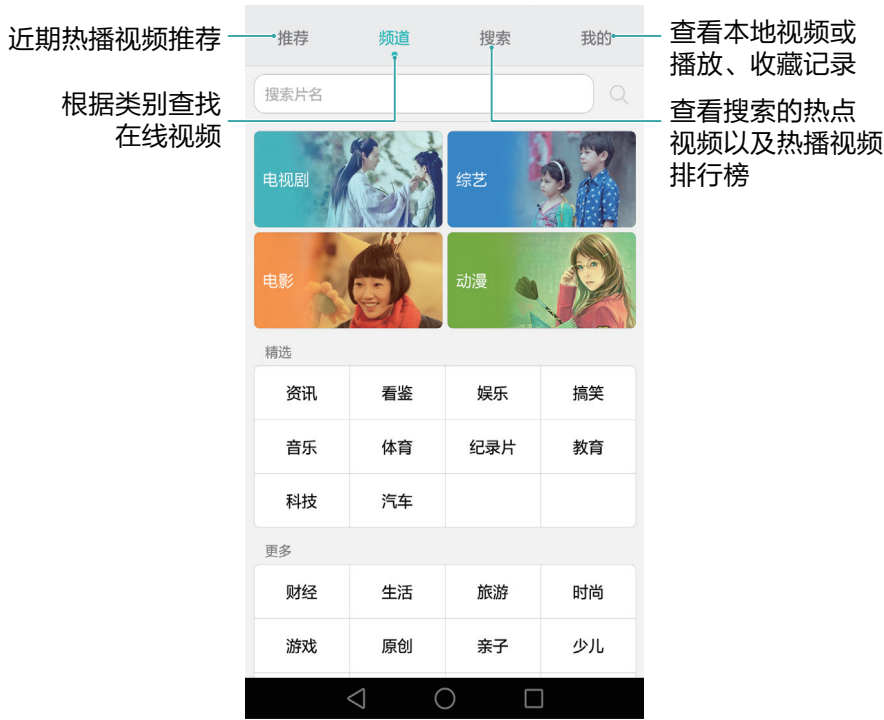 近期热播视频推荐
根据类别查找
在线视频
推荐
频道
搜索
我的
查看本地视频或
播放、收藏记录
查看搜索的热点
视频以及热播视频
排行榜
搜索片名
电视剧
综艺
电影
动漫
精选
资讯
看鉴
娱乐
搞笑
音乐
体育
纪录片
教育
科技
汽车
更多
财经
生活
旅游
时尚
游戏
原创
亲子
少儿